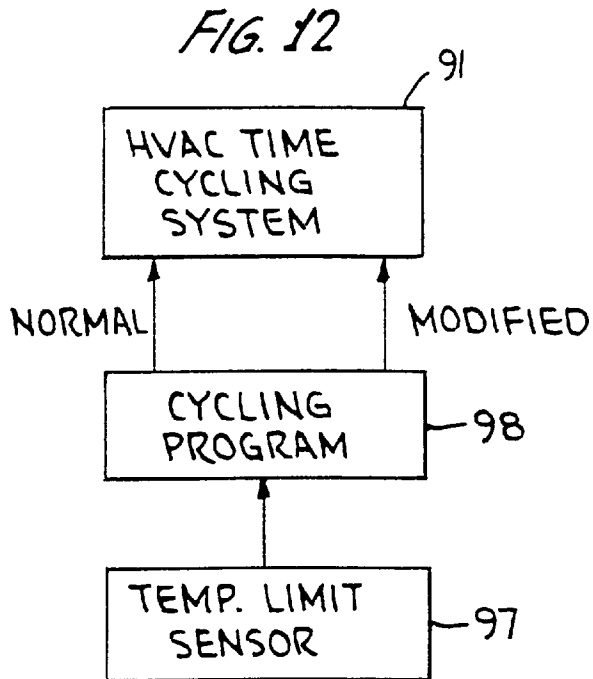 FIG. 12
91
HVAC TIME
CYCLING
SYSTEM
NORMAL
MODIFIED
CYCLING
PROGRAM
98
TEMP. LIMIT
SENSOR
97